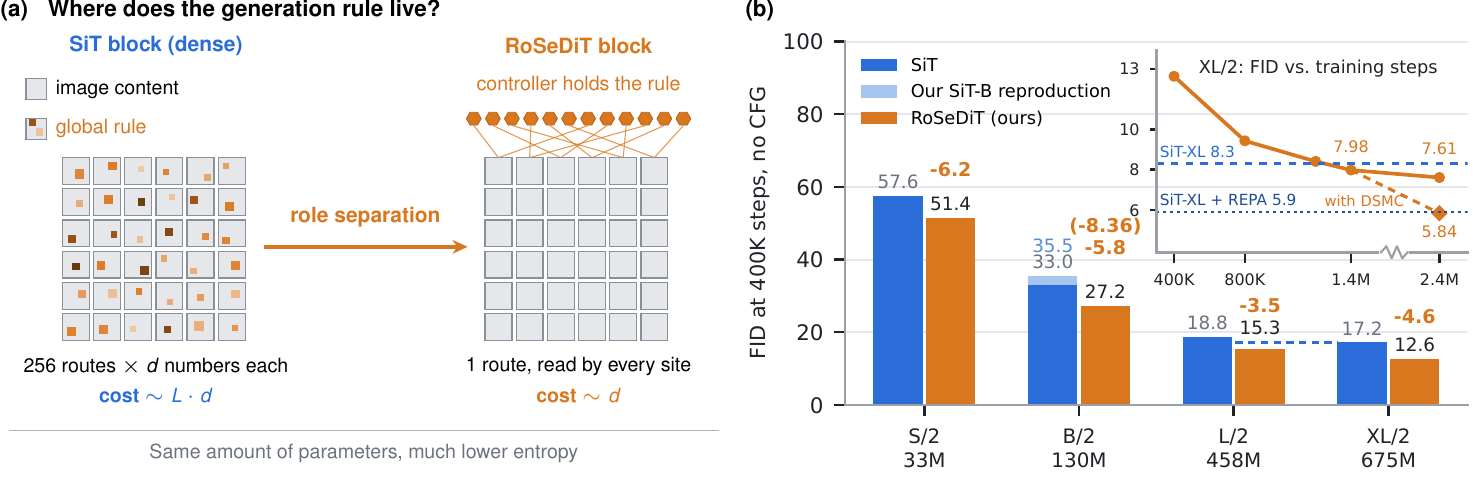 (a) Where does the generation rule live?
SiT block (dense)
image content
global rule
256 routes × d numbers each
cost ~ L · d
role separation
RoSeDiT block
controller holds the rule
1 route, read by every site
cost ~ d
Same amount of parameters, much lower entropy
(b)
FID at 400K steps, no CFG
100
80
60
40
20
0
SiT
Our SiT-B reproduction
RoSeDiT (ours)
57.6
-6.2
51.4
(-8.36)
35.5
-5.8
33.0
27.2
18.8
-3.5
15.3
17.2
-4.6
12.6
S/2
33M
B/2
130M
L/2
458M
XL/2
675M
XL/2: FID vs. training steps
13
10
8
6
SiT-XL 8.3
7.98
7.61
SiT-XL + REPA 5.9
with DSMC
5.84
400K
800K
1.4M
2.4M